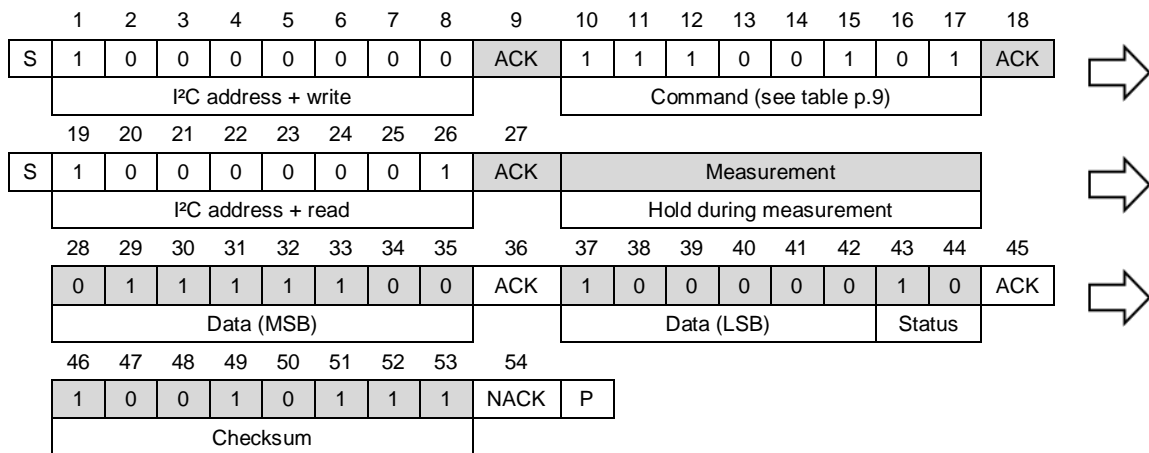 1 2 3 4 5 6 7 8 9 10 11 12 13 14 15 16 17 18
S 1 0 0 0 0 0 0 0 ACK 1 1 1 0 0 1 0 1 ACK
I²C address + write Command (see table p.9)
19 20 21 22 23 24 25 26 27
S 1 0 0 0 0 0 0 1 ACK Measurement
I²C address + read Hold during measurement
28 29 30 31 32 33 34 35 36 37 38 39 40 41 42 43 44 45
0 1 1 1 1 1 0 0 ACK 1 0 0 0 0 0 1 0 ACK
Data (MSB) Data (LSB) Status
46 47 48 49 50 51 52 53 54
1 0 0 1 0 1 1 1 NACK P
Checksum